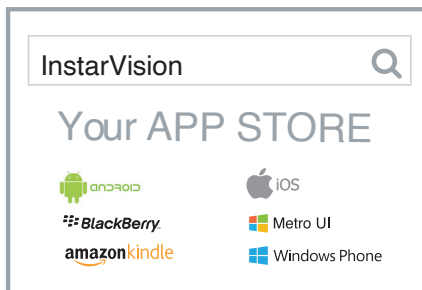 InstarVision
Your APP STORE
android
iOS
BlackBerry
Metro UI
amazonkindle
Windows Phone